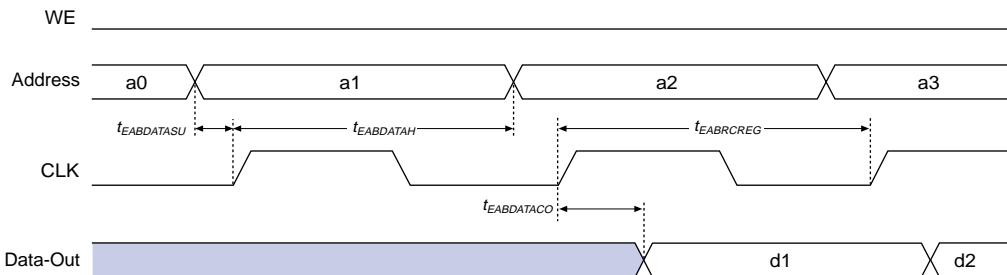 WE
Address a0 a1 a2 a3
tEABDATASU tEABDATAH tEABRCREG
CLK
tEABDATACO
Data-Out d1 d2